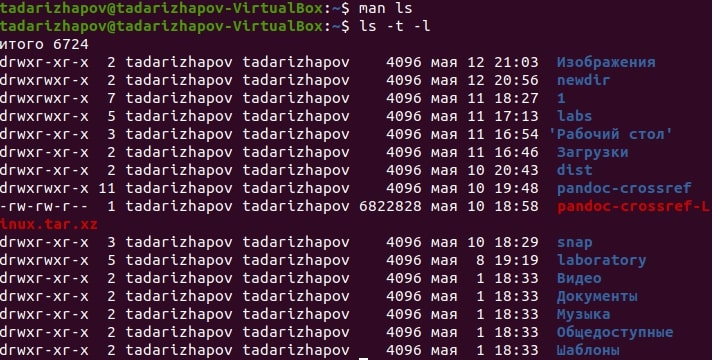 tadarizhapov@tadarizhapov-VirtualBox:~$ man ls
tadarizhapov@tadarizhapov-VirtualBox:~$ ls -t -l
итого 6724
drwxr-xr-x  2 tadarizhapov tadarizhapov    4096 мая 12 21:03  Изображения
drwxrwxr-x  2 tadarizhapov tadarizhapov    4096 мая 12 20:56  newdir
drwxrwxr-x  7 tadarizhapov tadarizhapov    4096 мая 11 18:27  1
drwxrwxr-x  5 tadarizhapov tadarizhapov    4096 мая 11 17:13  labs
drwxr-xr-x  3 tadarizhapov tadarizhapov    4096 мая 11 16:54 'Рабочий стол'
drwxr-xr-x  2 tadarizhapov tadarizhapov    4096 мая 11 16:46  Загрузки
drwxr-xr-x  2 tadarizhapov tadarizhapov    4096 мая 10 20:43  dist
drwxrwxr-x 11 tadarizhapov tadarizhapov    4096 мая 10 19:48  pandoc-crossref
-rw-rw-r--  1 tadarizhapov tadarizhapov 6822828 мая 10 18:58  pandoc-crossref-L
inux.tar.xz
drwxr-xr-x  3 tadarizhapov tadarizhapov    4096 мая 10 18:29  snap
drwxrwxr-x  5 tadarizhapov tadarizhapov    4096 мая  8 19:19  laboratory
drwxr-xr-x  2 tadarizhapov tadarizhapov    4096 мая  1 18:33  Видео
drwxr-xr-x  2 tadarizhapov tadarizhapov    4096 мая  1 18:33  Документы
drwxr-xr-x  2 tadarizhapov tadarizhapov    4096 мая  1 18:33  Музыка
drwxr-xr-x  2 tadarizhapov tadarizhapov    4096 мая  1 18:33  Общедоступные
drwxr-xr-x  2 tadarizhapov tadarizhapov    4096 мая  1 18:33  Шаблоны